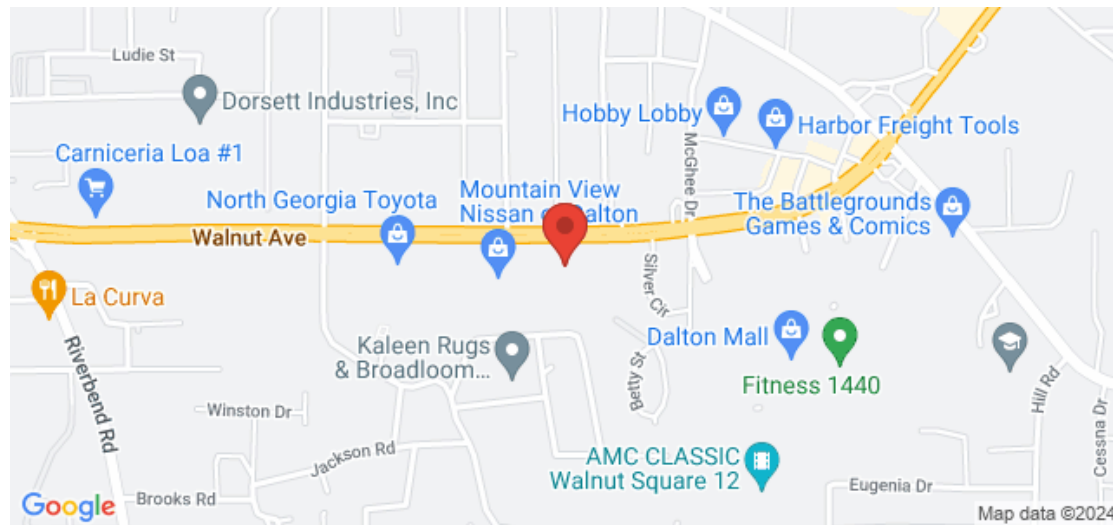 Ludie St
Dorsett Industries, Inc
Hobby Lobby
Harbor Freight Tools
McGhee Dr
Carniceria Loa #1
North Georgia Toyota
Mountain View
Nissan of Dalton
The Battlegrounds
Games & Comics
Walnut Ave
Silver Cir
La Curva
Riverbend Rd
Kaleen Rugs
& Broadloom...
Dalton Mall
Fitness 1440
Betty St
Hill Rd
Cessna Dr
Winston Dr
Jackson Rd
AMC CLASSIC
Walnut Square 12
Eugenia Dr
Brooks Rd
Google
Map data ©2024